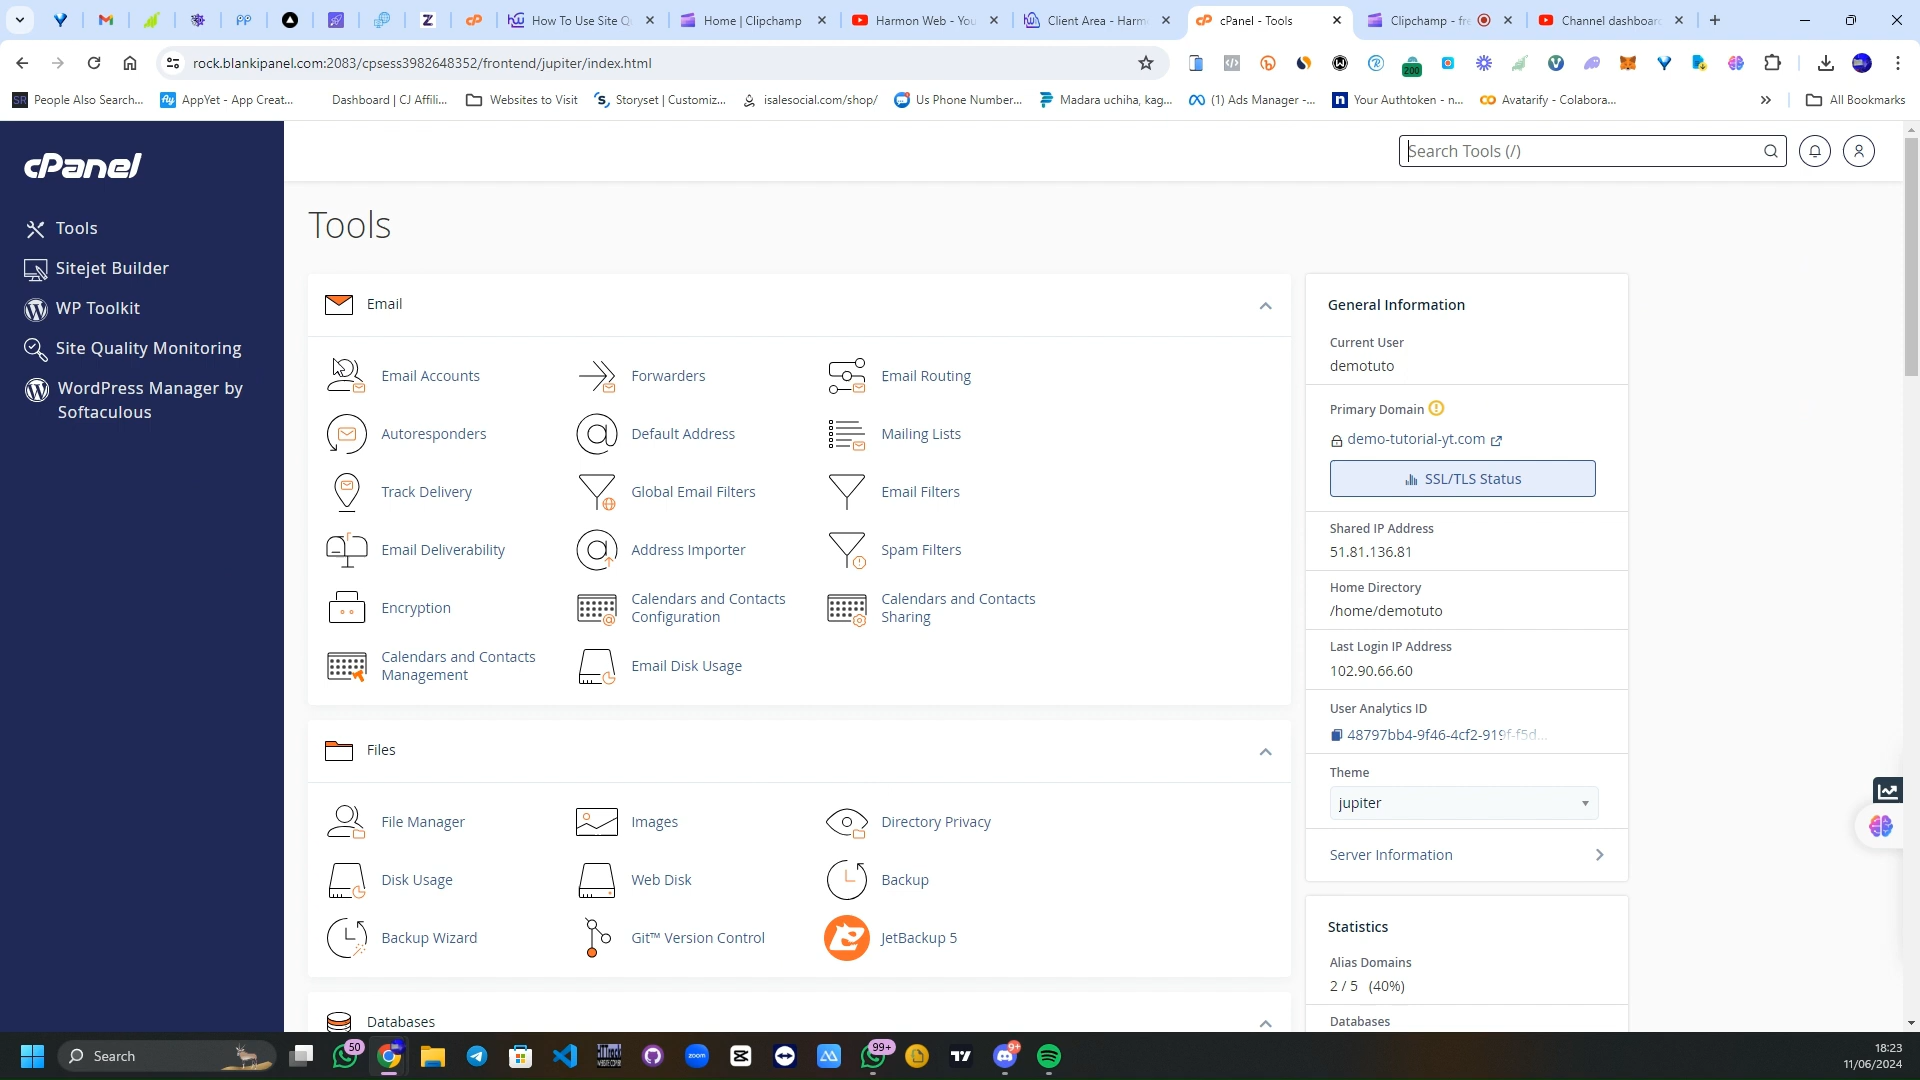 How To Use Site Q
Home | Clipchamp
Harmon Web - You
Client Area - Harm
cPanel - Tools
Clipchamp - fre
Channel dashboar
rock.blankipanel.com:2083/cpsess3982648352/frontend/jupiter/index.html
200
People Also Search...
AppYet - App Creat...
Dashboard | CJ Affili...
Websites to Visit
Storyset | Customiz...
isalesocial.com/shop/
Us Phone Number...
Madara uchiha, kag...
(1) Ads Manager -...
Your Authtoken - n...
Avatarify - Colabora...
All Bookmarks
cPanel
Search Tools (/)
Tools
Sitejet Builder
WP Toolkit
Site Quality Monitoring
WordPress Manager by
Softaculous
Tools
Email
Email Accounts
Forwarders
Email Routing
Autoresponders
Default Address
Mailing Lists
Track Delivery
Global Email Filters
Email Filters
Email Deliverability
Address Importer
Spam Filters
Encryption
Calendars and Contacts
Configuration
Calendars and Contacts
Sharing
Calendars and Contacts
Management
Email Disk Usage
Files
File Manager
Images
Directory Privacy
Disk Usage
Web Disk
Backup
Backup Wizard
Git™ Version Control
JetBackup 5
Databases
General Information
Current User
demotuto
Primary Domain
demo-tutorial-yt.com
SSL/TLS Status
Shared IP Address
51.81.136.81
Home Directory
/home/demotuto
Last Login IP Address
102.90.66.60
User Analytics ID
48797bb4-9f46-4cf2-919f-f5d...
Theme
jupiter
Server Information
Statistics
Alias Domains
2 / 5 (40%)
Databases
Search
50
zoom
99+
9+
18:23
11/06/2024